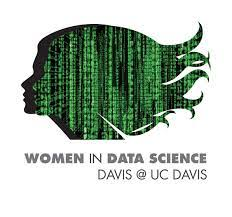 WOMEN IN DATA SCIENCE
DAVIS @ UC DAVIS